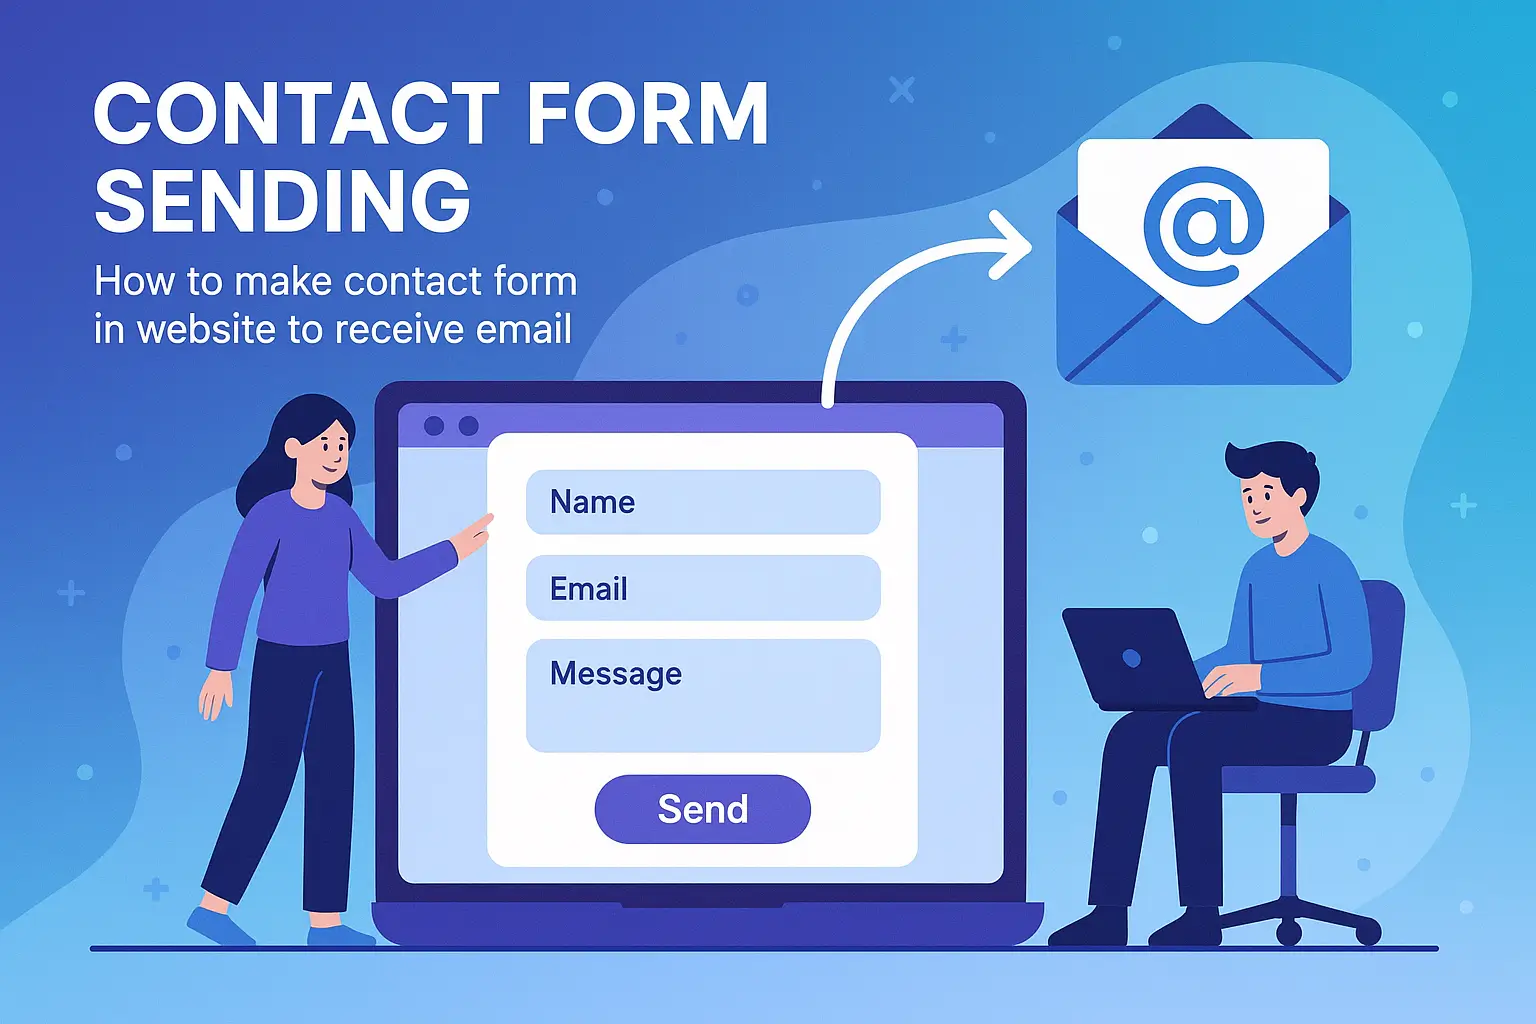 CONTACT FORM
SENDING
How to make contact form
in website to receive email
@
Name
Email
Message
Send